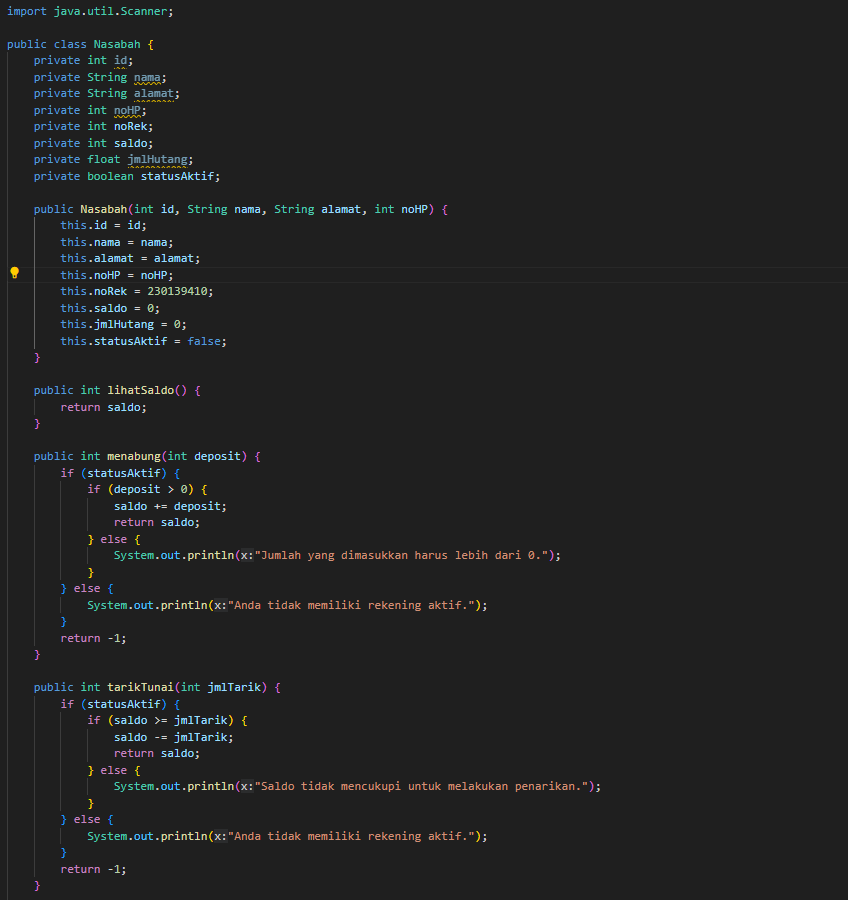 import java.util.Scanner;
public class Nasabah {
private int id;
private String nama;
private String alamat;
private int noHP;
private int noRek;
private int saldo;
private float jmlHutang;
private boolean statusAktif;
public Nasabah(int id, String nama, String alamat, int noHP) {
this.id = id;
this.nama = nama;
this.alamat = alamat;
this.noHP = noHP;
this.noRek = 230139410;
this.saldo = 0;
this.jmlHutang = 0;
this.statusAktif = false;
}
public int lihatSaldo() {
return saldo;
}
public int menabung(int deposit) {
if (statusAktif) {
if (deposit > 0) {
saldo += deposit;
return saldo;
} else {
System.out.println(x:"Jumlah yang dimasukkan harus lebih dari 0.");
}
} else {
System.out.println(x:"Anda tidak memiliki rekening aktif.");
}
return -1;
}
public int tarikTunai(int jmlTarik) {
if (statusAktif) {
if (saldo >= jmlTarik) {
saldo -= jmlTarik;
return saldo;
} else {
System.out.println(x:"Saldo tidak mencukupi untuk melakukan penarikan.");
}
} else {
System.out.println(x:"Anda tidak memiliki rekening aktif.");
}
return -1;
}